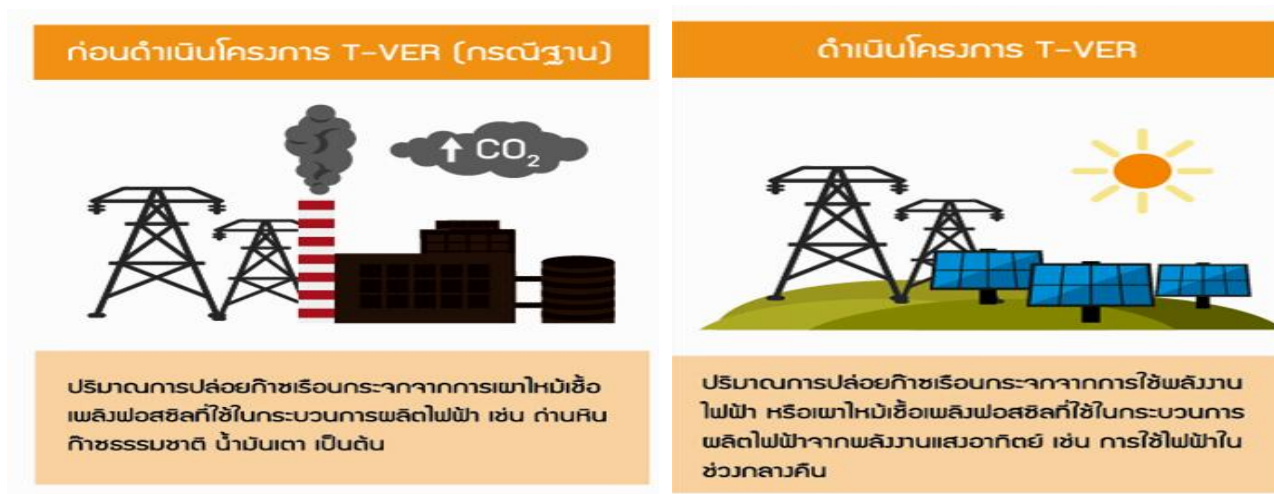 ก่อนดำเนินโครงการ T-VER (กรณีฐาน)
CO₂
ปริมาณการปล่อยก๊าซเรือนกระจกจากการเผาไหม้เชื้อ
เพลิงฟอสซิลที่ใช้ในกระบวนการผลิตไฟฟ้า เช่น ถ่านหิน
ก๊าซธรรมชาติ น้ำมันเตา เป็นต้น
ดำเนินโครงการ T-VER
ปริมาณการปล่อยก๊าซเรือนกระจกจากการใช้พลังงาน
ไฟฟ้า หรือเผาไหม้เชื้อเพลิงฟอสซิลที่ใช้ในกระบวนการ
ผลิตไฟฟ้าจากพลังงานแสงอาทิตย์ เช่น การใช้ไฟฟ้าใน
ช่วงกลางคืน